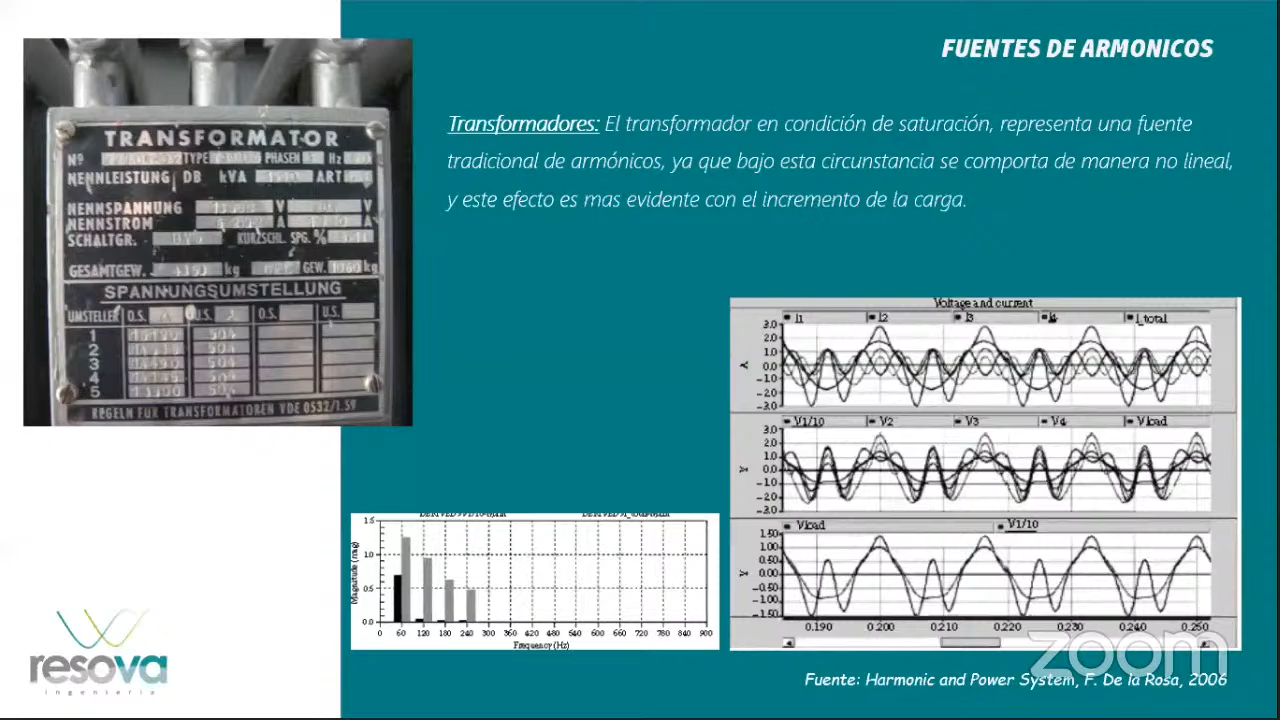 FUENTES DE ARMONICOS
Transformadores: El transformador en condición de saturación, representa una fuente
tradicional de armónicos, ya que bajo esta circunstancia se comporta de manera no lineal,
y este efecto es mas evidente con el incremento de la carga.
TRANSFORMATOR
Nº TYPE PHASEN Hz
NENNLEISTUNG DB kVA ART
NENNSPANNUNG V V
NENNSTROM A A
SCHALTGR. KURZSCHL. SPG. %
GESAMTGEW. kg GEW. kg
SPANNUNGSUMSTELLUNG
UMSTELLER O.S. U.S. O.S. U.S.
1
2
3
4
5
REGELN FÜR TRANSFORMATOREN VDE 0532/1.59
Voltage and current
I1 I2 I3 I4 I_total
3.0
2.0
1.0
0.0
-1.0
-2.0
-3.0
A
V1/10 V2 V3 V4 Vload
3.0
2.0
1.0
0.0
-1.0
-2.0
-3.0
V
Vload V1/10
1.50
1.00
0.50
0.00
-0.50
-1.00
-1.50
V
0.190 0.200 0.210 0.220 0.230 0.240 0.250
1.5
1.0
0.5
0.0
Magnitude (mag)
0 60 120 180 240 300 360 420 480 540 600 660 720 780 840 900
Frequency (Hz)
zoom
Fuente: Harmonic and Power System, F. De la Rosa, 2006
resova
ingeniería